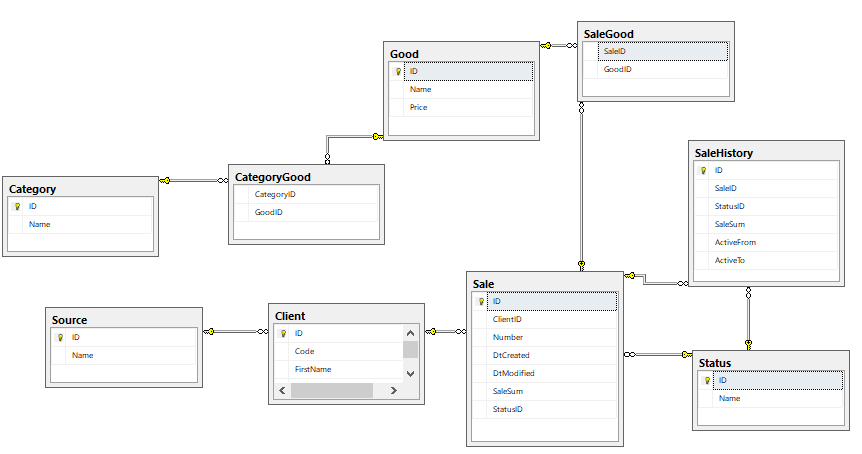 SaleGood
SaleID
GoodID
Good
ID
Name
Price
SaleHistory
ID
SaleID
StatusID
SaleSum
ActiveFrom
ActiveTo
CategoryGood
CategoryID
GoodID
Category
ID
Name
Sale
ID
ClientID
Number
DtCreated
DtModified
SaleSum
StatusID
Client
ID
Code
FirstName
Source
ID
Name
Status
ID
Name